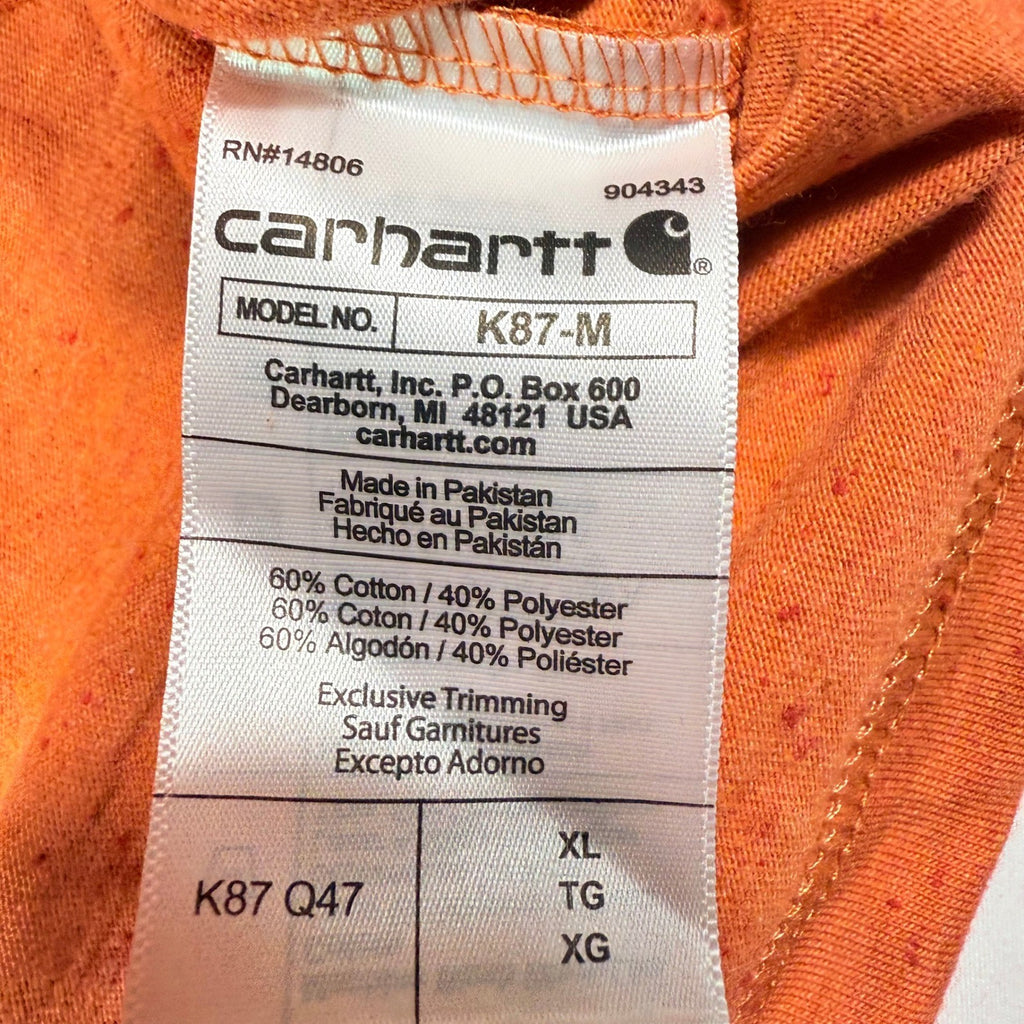 RN#14806
904343
carhartt ®
MODEL NO. K87-M
Carhartt, Inc. P.O. Box 600
Dearborn, MI 48121 USA
carhartt.com
Made in Pakistan
Fabriqué au Pakistan
Hecho en Pakistán
60% Cotton / 40% Polyester
60% Coton / 40% Polyester
60% Algodón / 40% Poliéster
Exclusive Trimming
Sauf Garnitures
Excepto Adorno
K87 Q47
XL
TG
XG